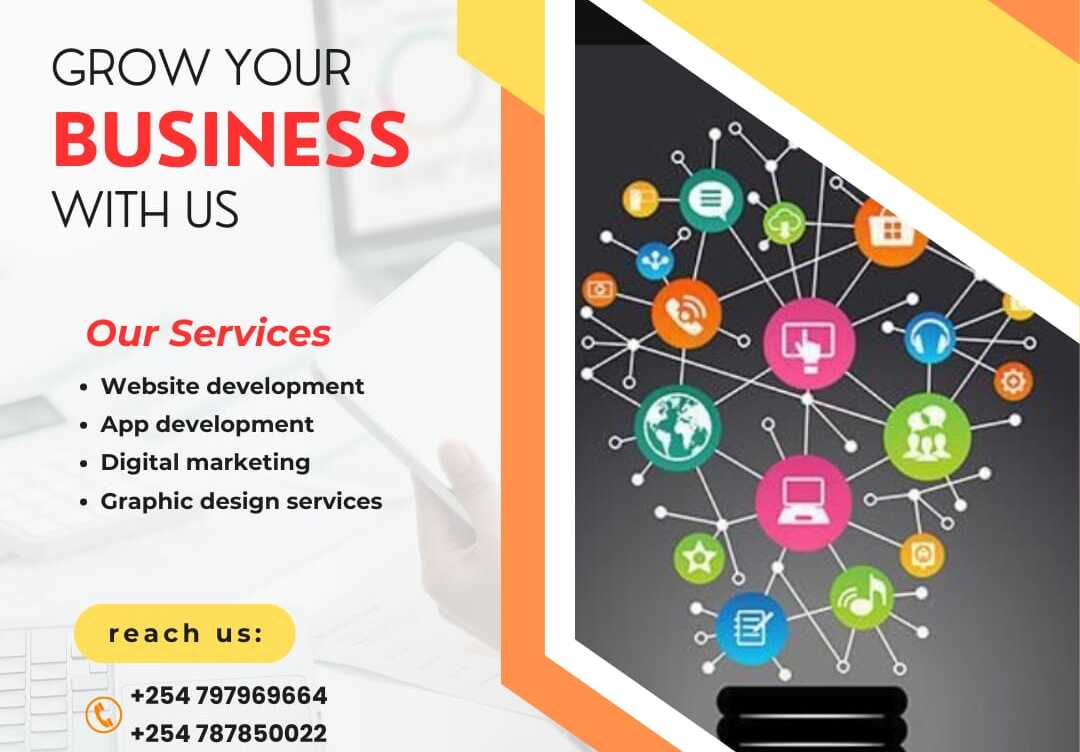 GROW YOUR
BUSINESS
WITH US
Our Services
• Website development
• App development
• Digital marketing
• Graphic design services
reach us:
+254 797969664
+254 787850022